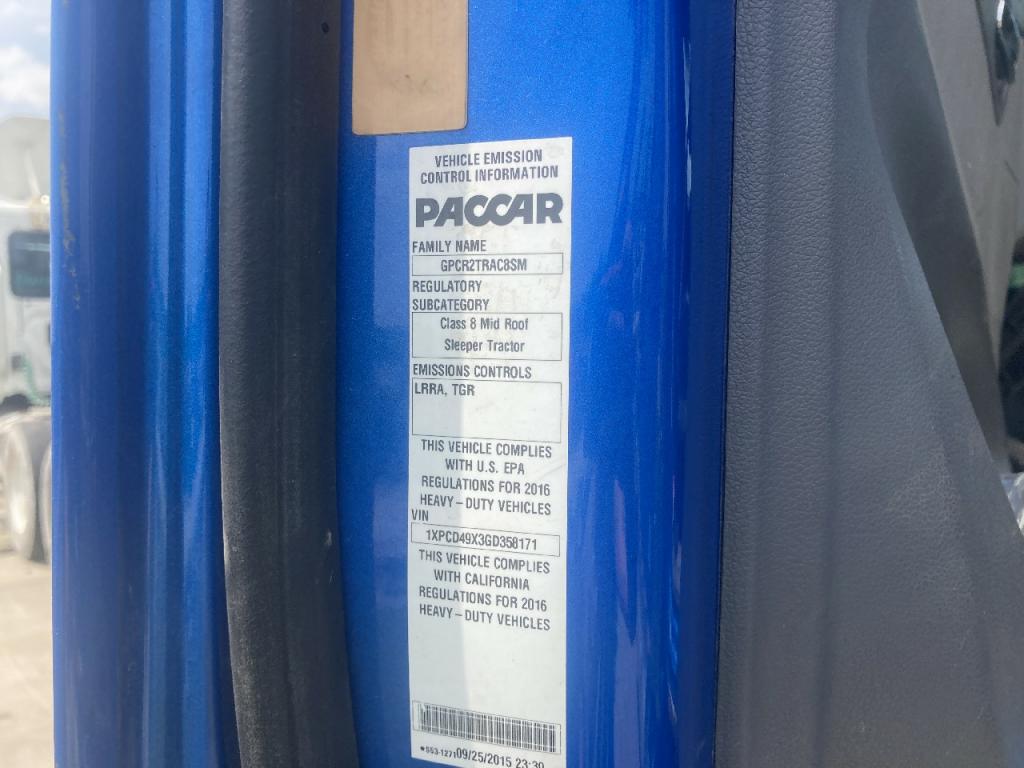 VEHICLE EMISSION
CONTROL INFORMATION
PACCAR
FAMILY NAME
GPCR2TRAC8SM
REGULATORY
SUBCATEGORY
Class 8 Mid Roof
Sleeper Tractor
EMISSIONS CONTROLS
LRRA, TGR
THIS VEHICLE COMPLIES
WITH U.S. EPA
REGULATIONS FOR 2016
HEAVY–DUTY VEHICLES
VIN
1XPCD49X3GD358171
THIS VEHICLE COMPLIES
WITH CALIFORNIA
REGULATIONS FOR 2016
HEAVY–DUTY VEHICLES
*S53-1271 09/25/2015 23:30